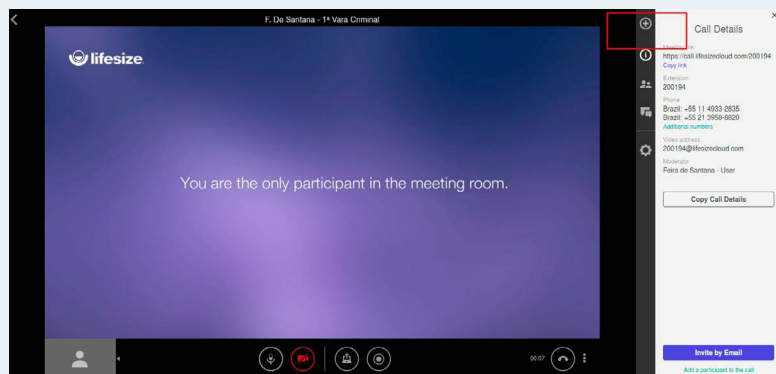 F. De Santana - 1ª Vara Criminal
lifesize
You are the only participant in the meeting room.
00:07
Call Details
Meeting link
https://call.lifesizecloud.com/200194
Copy link
Extension
200194
Phone
Brazil: +55 11 4933-2835
Brazil: +55 21 3958-8820
Additional numbers
Video address
200194@lifesizecloud.com
Moderator
Feira de Santana - User
Copy Call Details
Invite by Email
Add a participant to the call